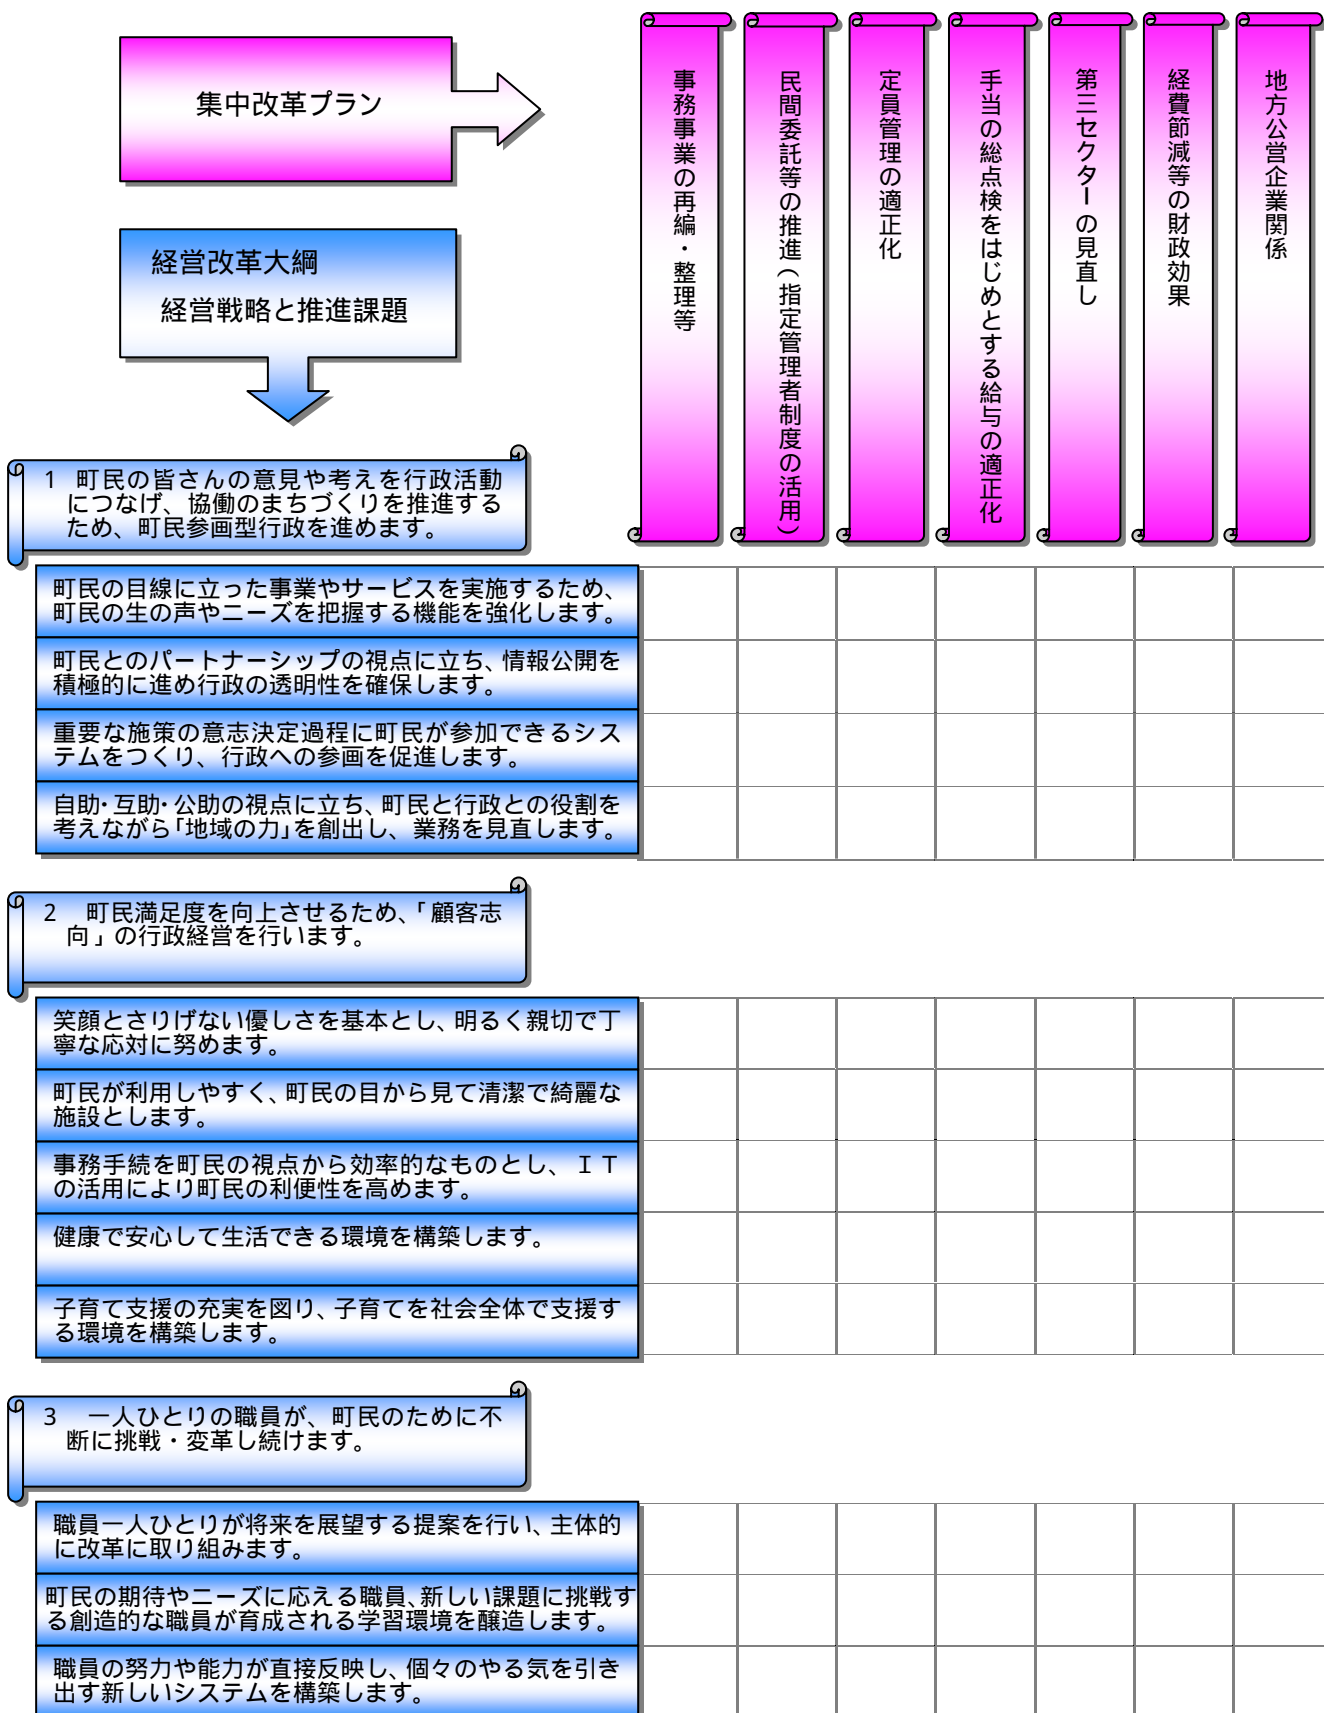 集中改革プラン
経営改革大綱
経営戦略と推進課題
事務事業の再編・整理等
民間委託等の推進（指定管理者制度の活用）
定員管理の適正化
手当の総点検をはじめとする給与の適正化
第三セクターの見直し
経費節減等の財政効果
地方公営企業関係
1 町民の皆さんの意見や考えを行政活動
につなげ、協働のまちづくりを推進する
ため、町民参画型行政を進めます。
町民の目線に立った事業やサービスを実施するため、
町民の生の声やニーズを把握する機能を強化します。
町民とのパートナーシップの視点に立ち、情報公開を
積極的に進め行政の透明性を確保します。
重要な施策の意志決定過程に町民が参加できるシス
テムをつくり、行政への参画を促進します。
自助・互助・公助の視点に立ち、町民と行政との役割を
考えながら「地域の力」を創出し、業務を見直します。
2 町民満足度を向上させるため、「顧客志
向」の行政経営を行います。
笑顔とさりげない優しさを基本とし、明るく親切で丁
寧な応対に努めます。
町民が利用しやすく、町民の目から見て清潔で綺麗な
施設とします。
事務手続を町民の視点から効率的なものとし、ＩＴ
の活用により町民の利便性を高めます。
健康で安心して生活できる環境を構築します。
子育て支援の充実を図り、子育てを社会全体で支援す
る環境を構築します。
3 一人ひとりの職員が、町民のために不
断に挑戦・変革し続けます。
職員一人ひとりが将来を展望する提案を行い、主体的
に改革に取り組みます。
町民の期待やニーズに応える職員、新しい課題に挑戦す
る創造的な職員が育成される学習環境を醸造します。
職員の努力や能力が直接反映し、個々のやる気を引き
出す新しいシステムを構築します。